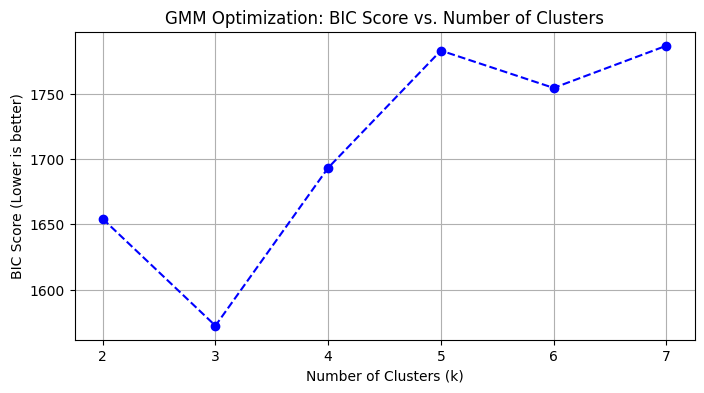 GMM Optimization: BIC Score vs. Number of Clusters
BIC Score (Lower is better)
1750
1700
1650
1600
2 3 4 5 6 7
Number of Clusters (k)